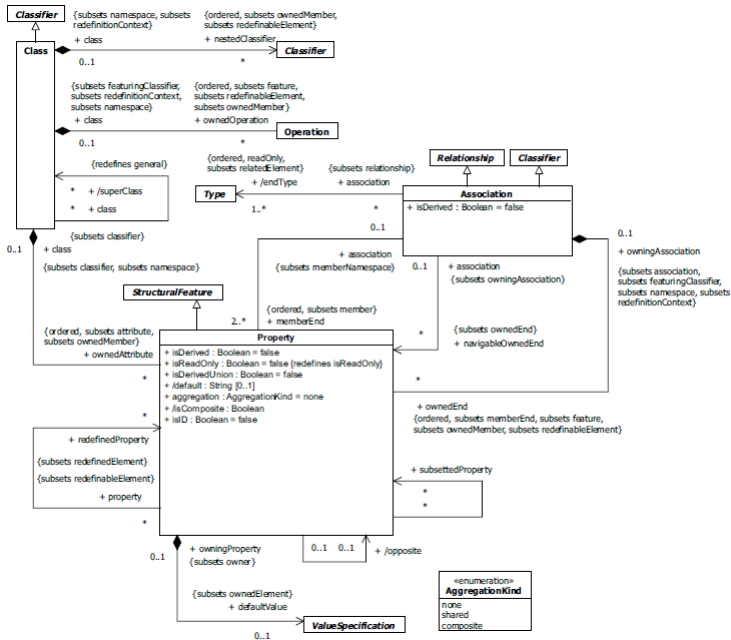 Classifier
{subsets namespace, subsets
redefinitionContext}
+ class
0..1
{ordered, subsets ownedMember,
subsets redefinableElement}
+ nestedClassifier
*
Classifier
Class
{subsets featuringClassifier,
subsets redefinitionContext,
subsets namespace}
+ class
0..1
{ordered, subsets feature,
subsets redefinableElement,
subsets ownedMember}
+ ownedOperation
*
Operation
{redefines general}
* + /superClass
* + class
{subsets classifier}
0..1
+ class
{subsets classifier, subsets namespace}
{ordered, readOnly,
subsets relatedElement}
+ /endType
1..*
Type
{subsets relationship}
+ association
*
Relationship
Classifier
Association
+ isDerived : Boolean = false
0..1
+ association
{subsets memberNamespace}
0..1
+ association
{subsets owningAssociation}
0..1
+ owningAssociation
{subsets association,
subsets featuringClassifier,
subsets namespace, subsets
redefinitionContext}
StructuralFeature
{ordered, subsets member}
2..* + memberEnd
{subsets ownedEnd}
* + navigableOwnedEnd
{ordered, subsets attribute,
subsets ownedMember}
+ ownedAttribute
*
Property
+ isDerived : Boolean = false
+ isReadOnly : Boolean = false {redefines isReadOnly}
+ isDerivedUnion : Boolean = false
+ /default : String [0..1]
+ aggregation : AggregationKind = none
+ /isComposite : Boolean
+ isID : Boolean = false
*
+ ownedEnd
{ordered, subsets memberEnd, subsets feature,
subsets ownedMember, subsets redefinableElement}
*
+ redefinedProperty
{subsets redefinedElement}
{subsets redefinableElement}
+ property
*
+ subsettedProperty
*
*
0..1
+ owningProperty
{subsets owner}
0..1 0..1
+ /opposite
{subsets ownedElement}
+ defaultValue
0..1
ValueSpecification
«enumeration»
AggregationKind
none
shared
composite